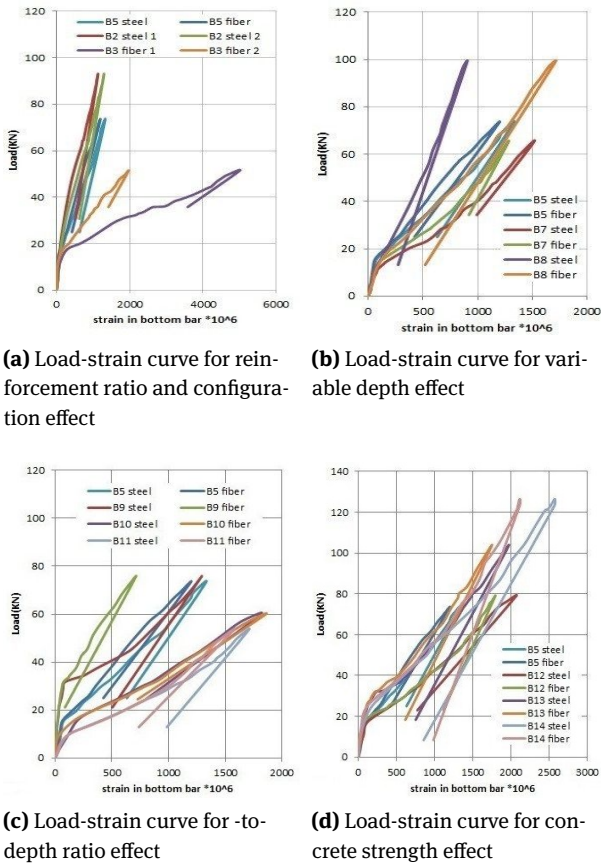 120
100
80
60
40
20
0
Load(KN)
B5 steel
B5 fiber
B2 steel 1
B2 steel 2
B3 fiber 1
B3 fiber 2
0
2000
4000
6000
strain in bottom bar *10^6
(a) Load-strain curve for rein-
forcement ratio and configura-
tion effect
120
100
80
60
40
20
0
Load(KN)
B5 steel
B5 fiber
B7 steel
B7 fiber
B8 steel
B8 fiber
0
500
1000
1500
2000
strain in bottom bar *10^6
(b) Load-strain curve for vari-
able depth effect
120
100
80
60
40
20
0
Load(KN)
B5 steel
B5 fiber
B9 steel
B9 fiber
B10 steel
B10 fiber
B11 steel
B11 fiber
0
500
1000
1500
2000
strain in bottom bar *10^6
(c) Load-strain curve for -to-
depth ratio effect
140
120
100
80
60
40
20
0
Load(KN)
B5 steel
B5 fiber
B12 steel
B12 fiber
B13 steel
B13 fiber
B14 steel
B14 fiber
0
500
1000
1500
2000
2500
3000
strain in bottom bar *10^6
(d) Load-strain curve for con-
crete strength effect